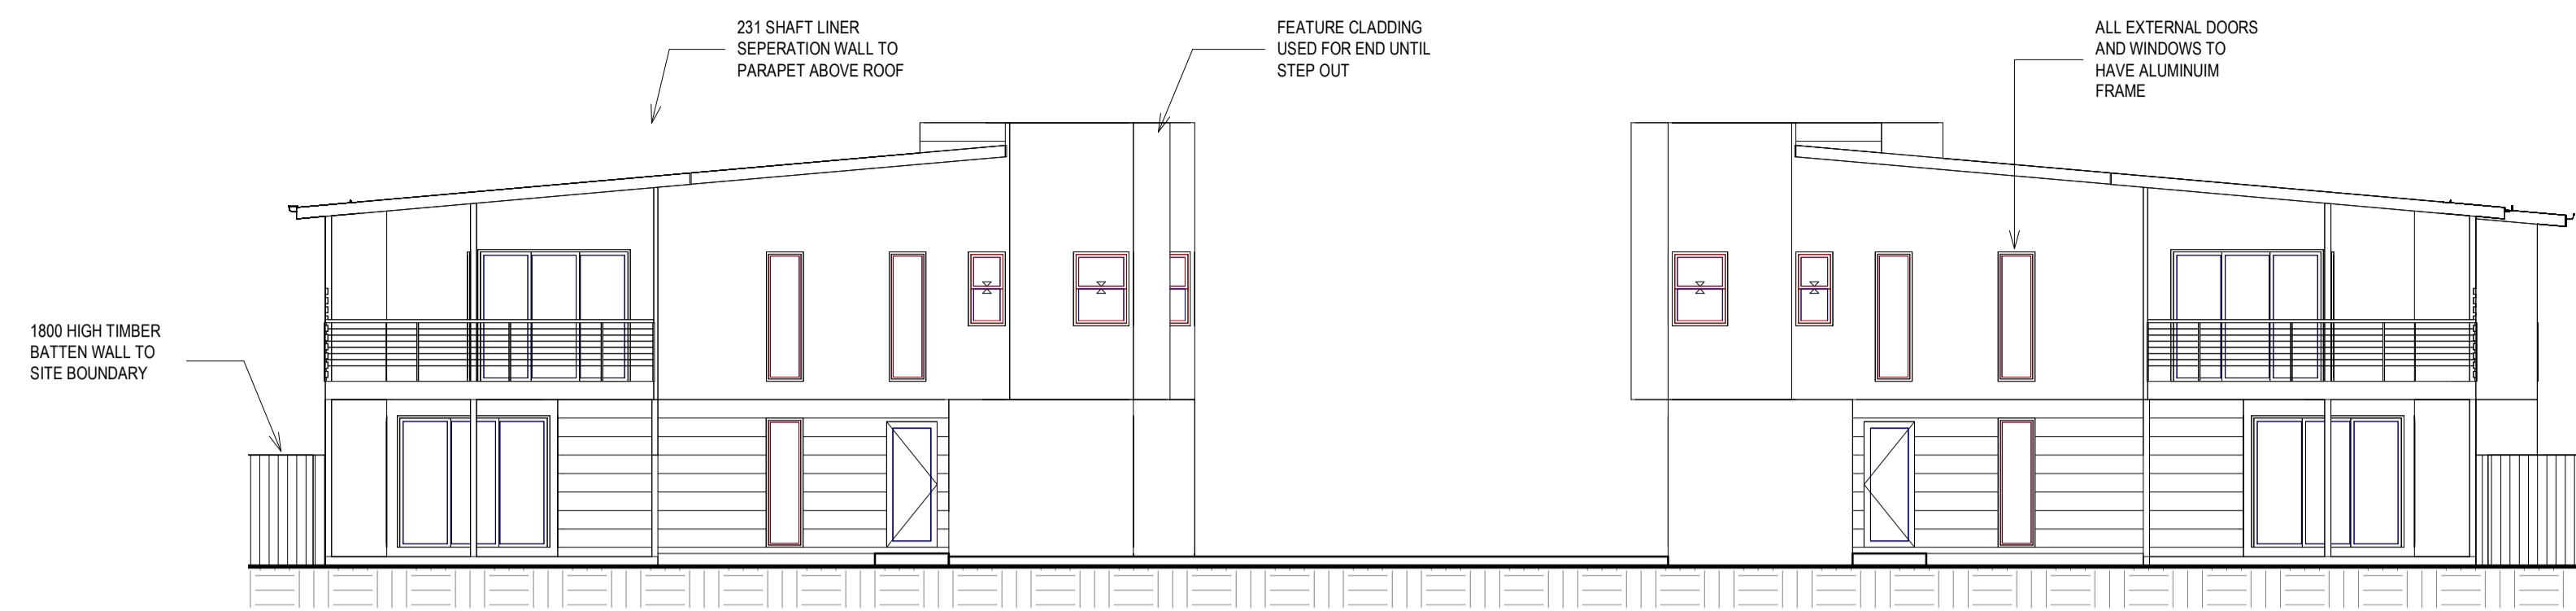 231 SHAFT LINER
SEPERATION WALL TO
PARAPET ABOVE ROOF
FEATURE CLADDING
USED FOR END UNTIL
STEP OUT
ALL EXTERNAL DOORS
AND WINDOWS TO
HAVE ALUMINUIM
FRAME
1800 HIGH TIMBER
BATTEN WALL TO
SITE BOUNDARY